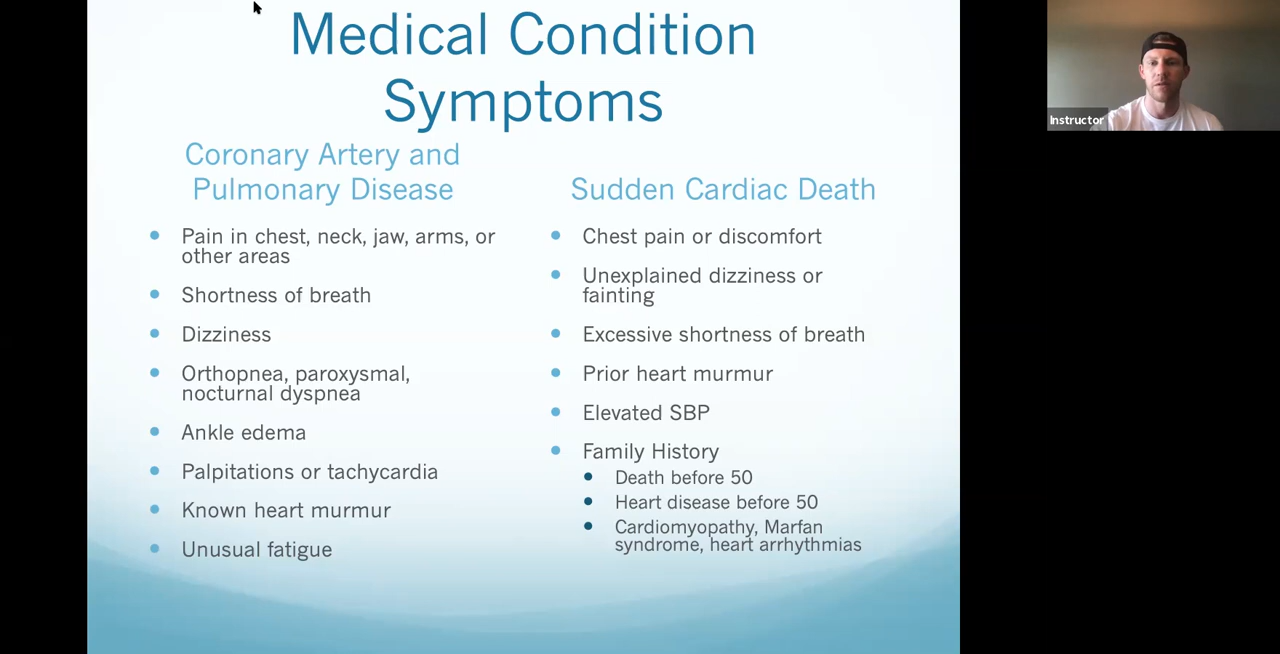 Medical Condition
Symptoms
Coronary Artery and
Pulmonary Disease
Pain in chest, neck, jaw, arms, or
other areas
Shortness of breath
Dizziness
Orthopnea, paroxysmal,
nocturnal dyspnea
Ankle edema
Palpitations or tachycardia
Known heart murmur
Unusual fatigue
Sudden Cardiac Death
Chest pain or discomfort
Unexplained dizziness or
fainting
Excessive shortness of breath
Prior heart murmur
Elevated SBP
Family History
Death before 50
Heart disease before 50
Cardiomyopathy, Marfan
syndrome, heart arrhythmias
Instructor